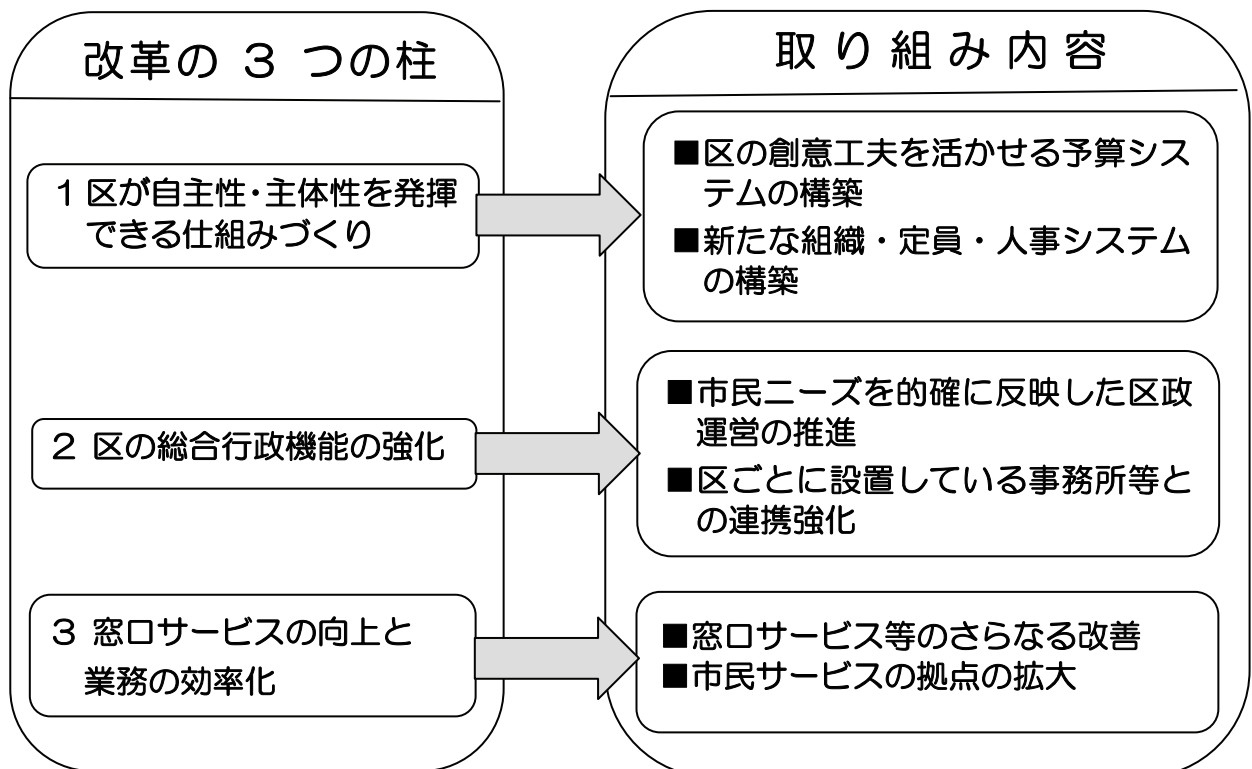 改革の 3 つの柱
1 区が自主性・主体性を発揮
できる仕組みづくり
2 区の総合行政機能の強化
3 窓口サービスの向上と
業務の効率化
取り組み内容
■区の創意工夫を活かせる予算シス
テムの構築
■新たな組織・定員・人事システム
の構築
■市民ニーズを的確に反映した区政
運営の推進
■区ごとに設置している事務所等と
の連携強化
■窓口サービス等のさらなる改善
■市民サービスの拠点の拡大